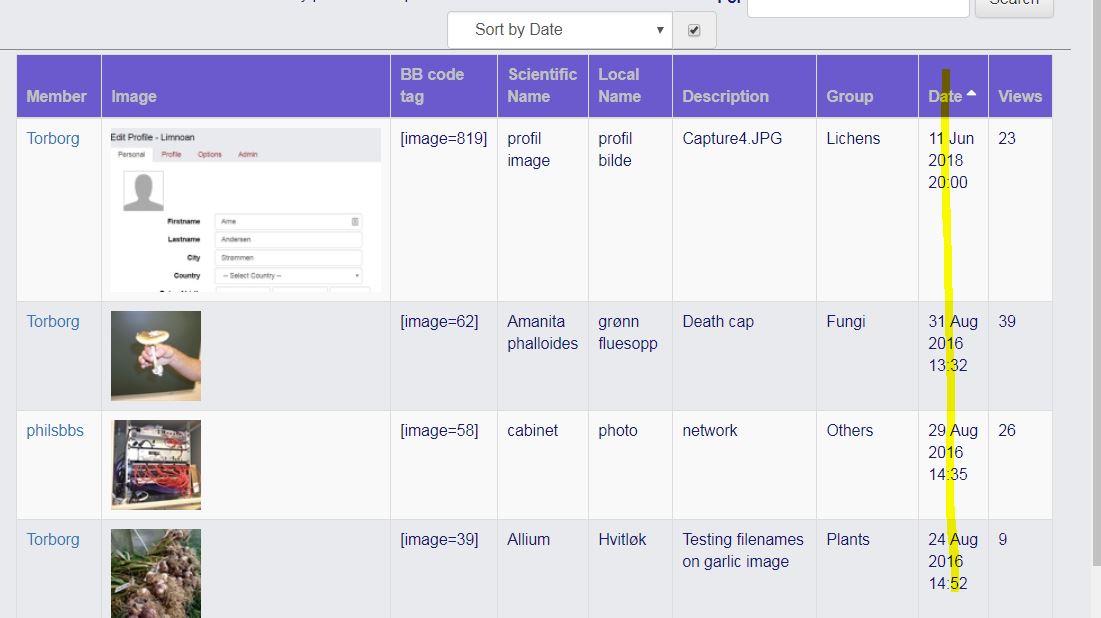 Search
Sort by Date
Member
Image
BB code
tag
Scientific
Name
Local
Name
Description
Group
Date
Views
Torborg
Edit Profile - Limnoan
Personal Profile Options Admin
Firstname Arne
Lastname Andersen
City Strømmen
Country -- Select Country --
[image=819]
profil
image
profil
bilde
Capture4.JPG
Lichens
11 Jun
2018
20:00
23
Torborg
[image=62]
Amanita
phalloides
grønn
fluesopp
Death cap
Fungi
31 Aug
2016
13:32
39
philsbbs
[image=58]
cabinet
photo
network
Others
29 Aug
2016
14:35
26
Torborg
[image=39]
Allium
Hvitløk
Testing filenames
on garlic image
Plants
24 Aug
2016
14:52
9